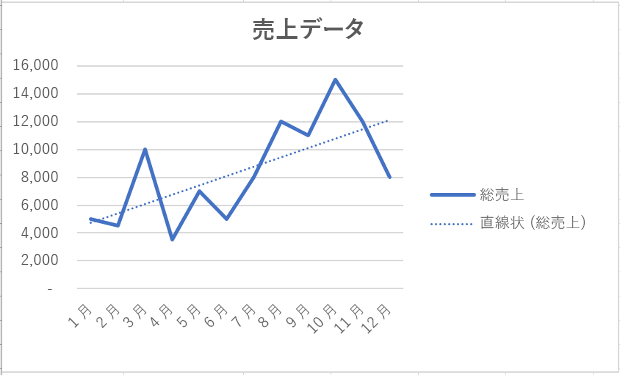 売上データ
16,000
14,000
12,000
10,000
8,000
6,000
4,000
2,000
-
1月
2月
3月
4月
5月
6月
7月
8月
9月
10月
11月
12月
総売上
直線状 (総売上)